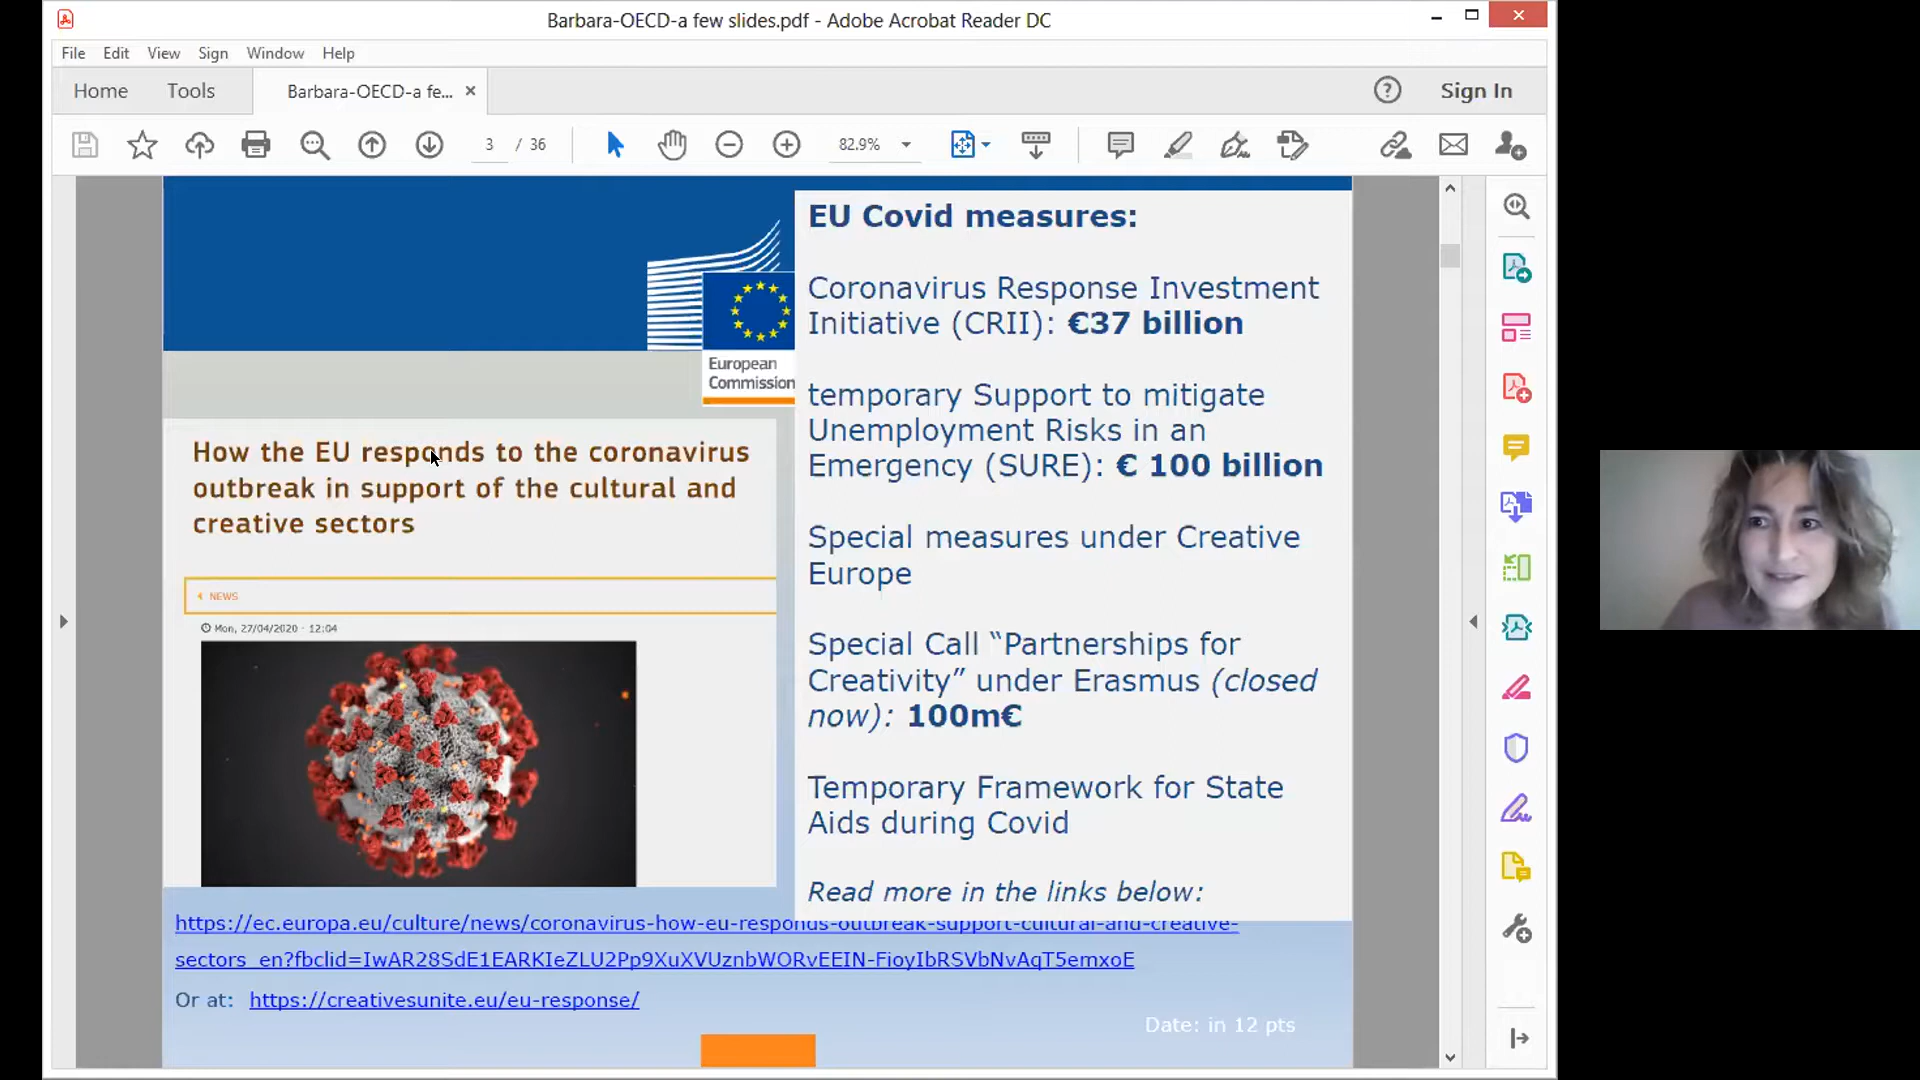 Barbara-OECD-a few slides.pdf - Adobe Acrobat Reader DC
File Edit View Sign Window Help
Home Tools Barbara-OECD-a fe... × Sign In
3 / 36 82.9%
European
Commission
How the EU responds to the coronavirus
outbreak in support of the cultural and
creative sectors
NEWS
Mon, 27/04/2020 - 12:04
EU Covid measures:
Coronavirus Response Investment
Initiative (CRII): €37 billion
temporary Support to mitigate
Unemployment Risks in an
Emergency (SURE): € 100 billion
Special measures under Creative
Europe
Special Call “Partnerships for
Creativity” under Erasmus (closed
now): 100m€
Temporary Framework for State
Aids during Covid
Read more in the links below:
https://ec.europa.eu/culture/news/coronavirus-how-eu-responds-outbreak-support-cultural-and-creative-
sectors_en?fbclid=IwAR28SdE1EARKIeZLU2Pp9XuXVUznbWORvEEIN-FioyIbRSVbNvAqT5emxoE
Or at: https://creativesunite.eu/eu-response/
Date: in 12 pts